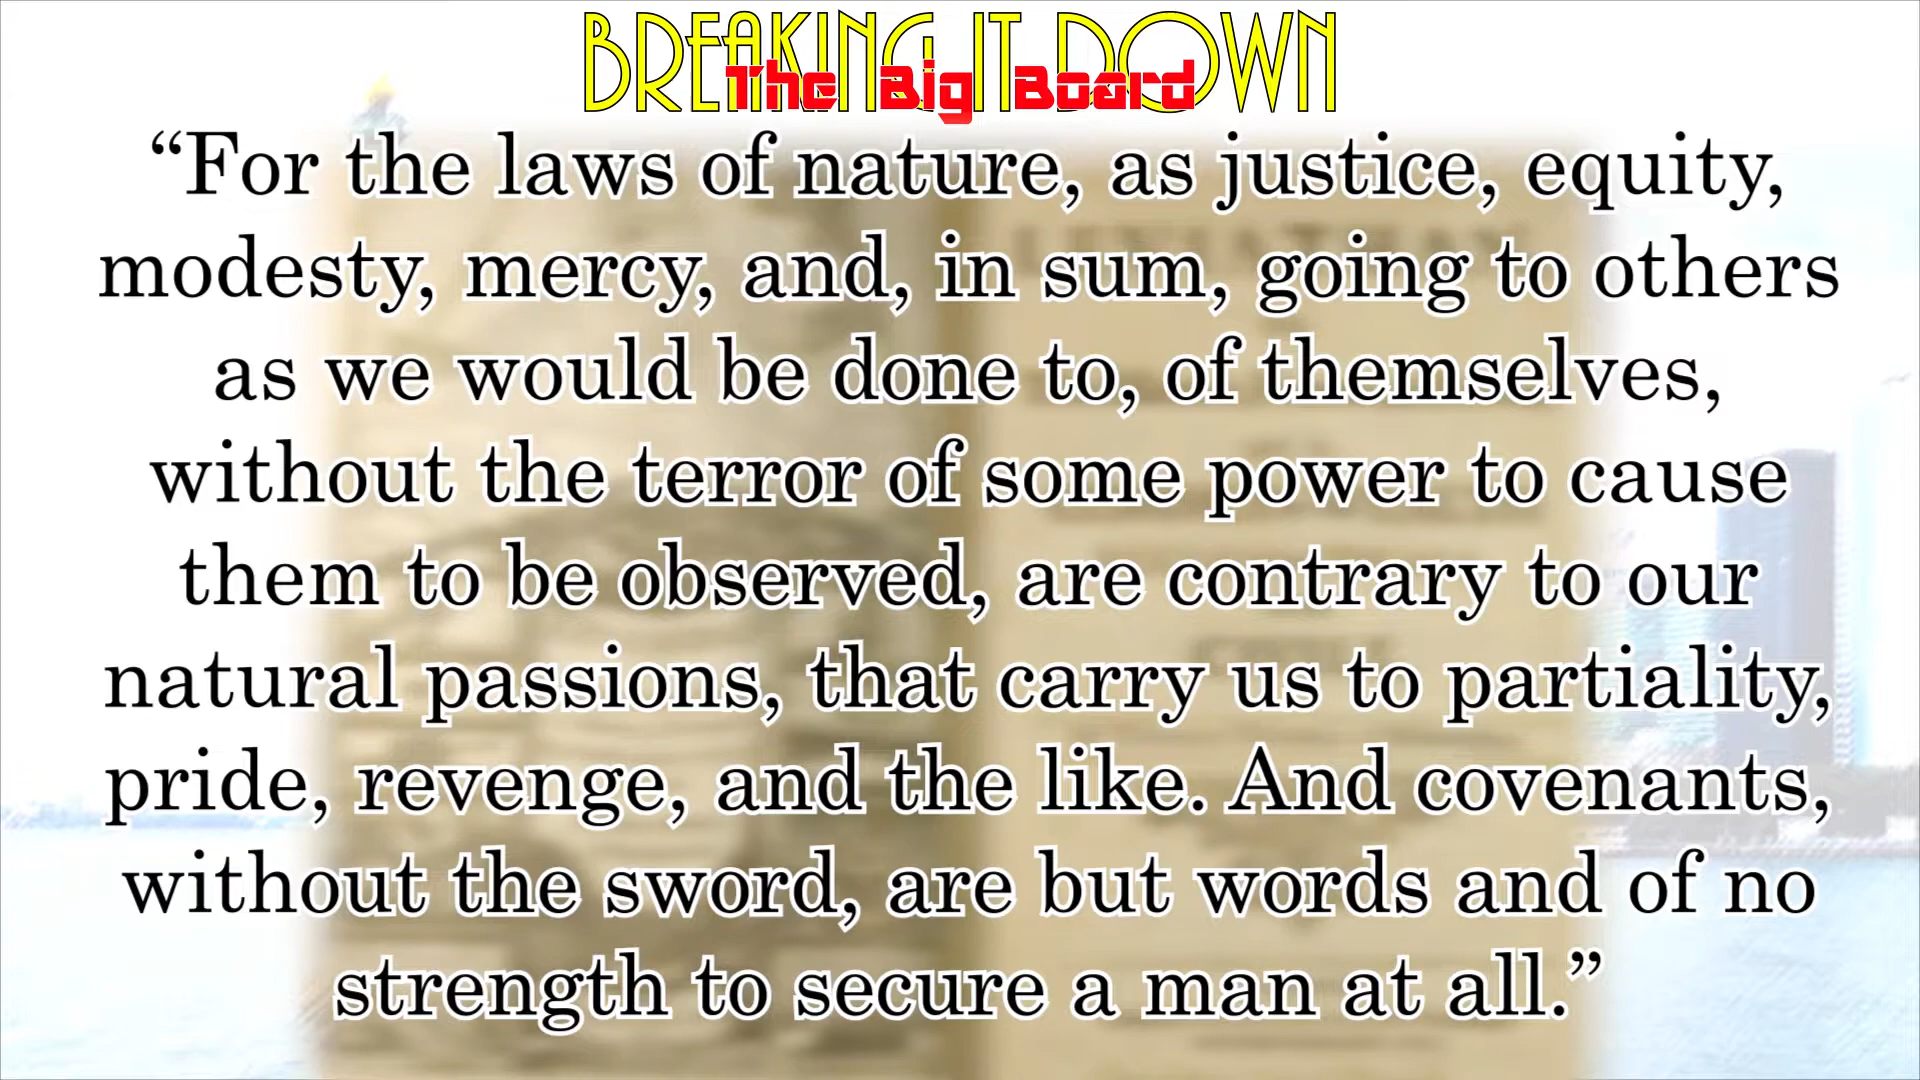 BREAKING IT DOWN
The Big Board
“For the laws of nature, as justice, equity,
modesty, mercy, and, in sum, going to others
as we would be done to, of themselves,
without the terror of some power to cause
them to be observed, are contrary to our
natural passions, that carry us to partiality,
pride, revenge, and the like. And covenants,
without the sword, are but words and of no
strength to secure a man at all.”